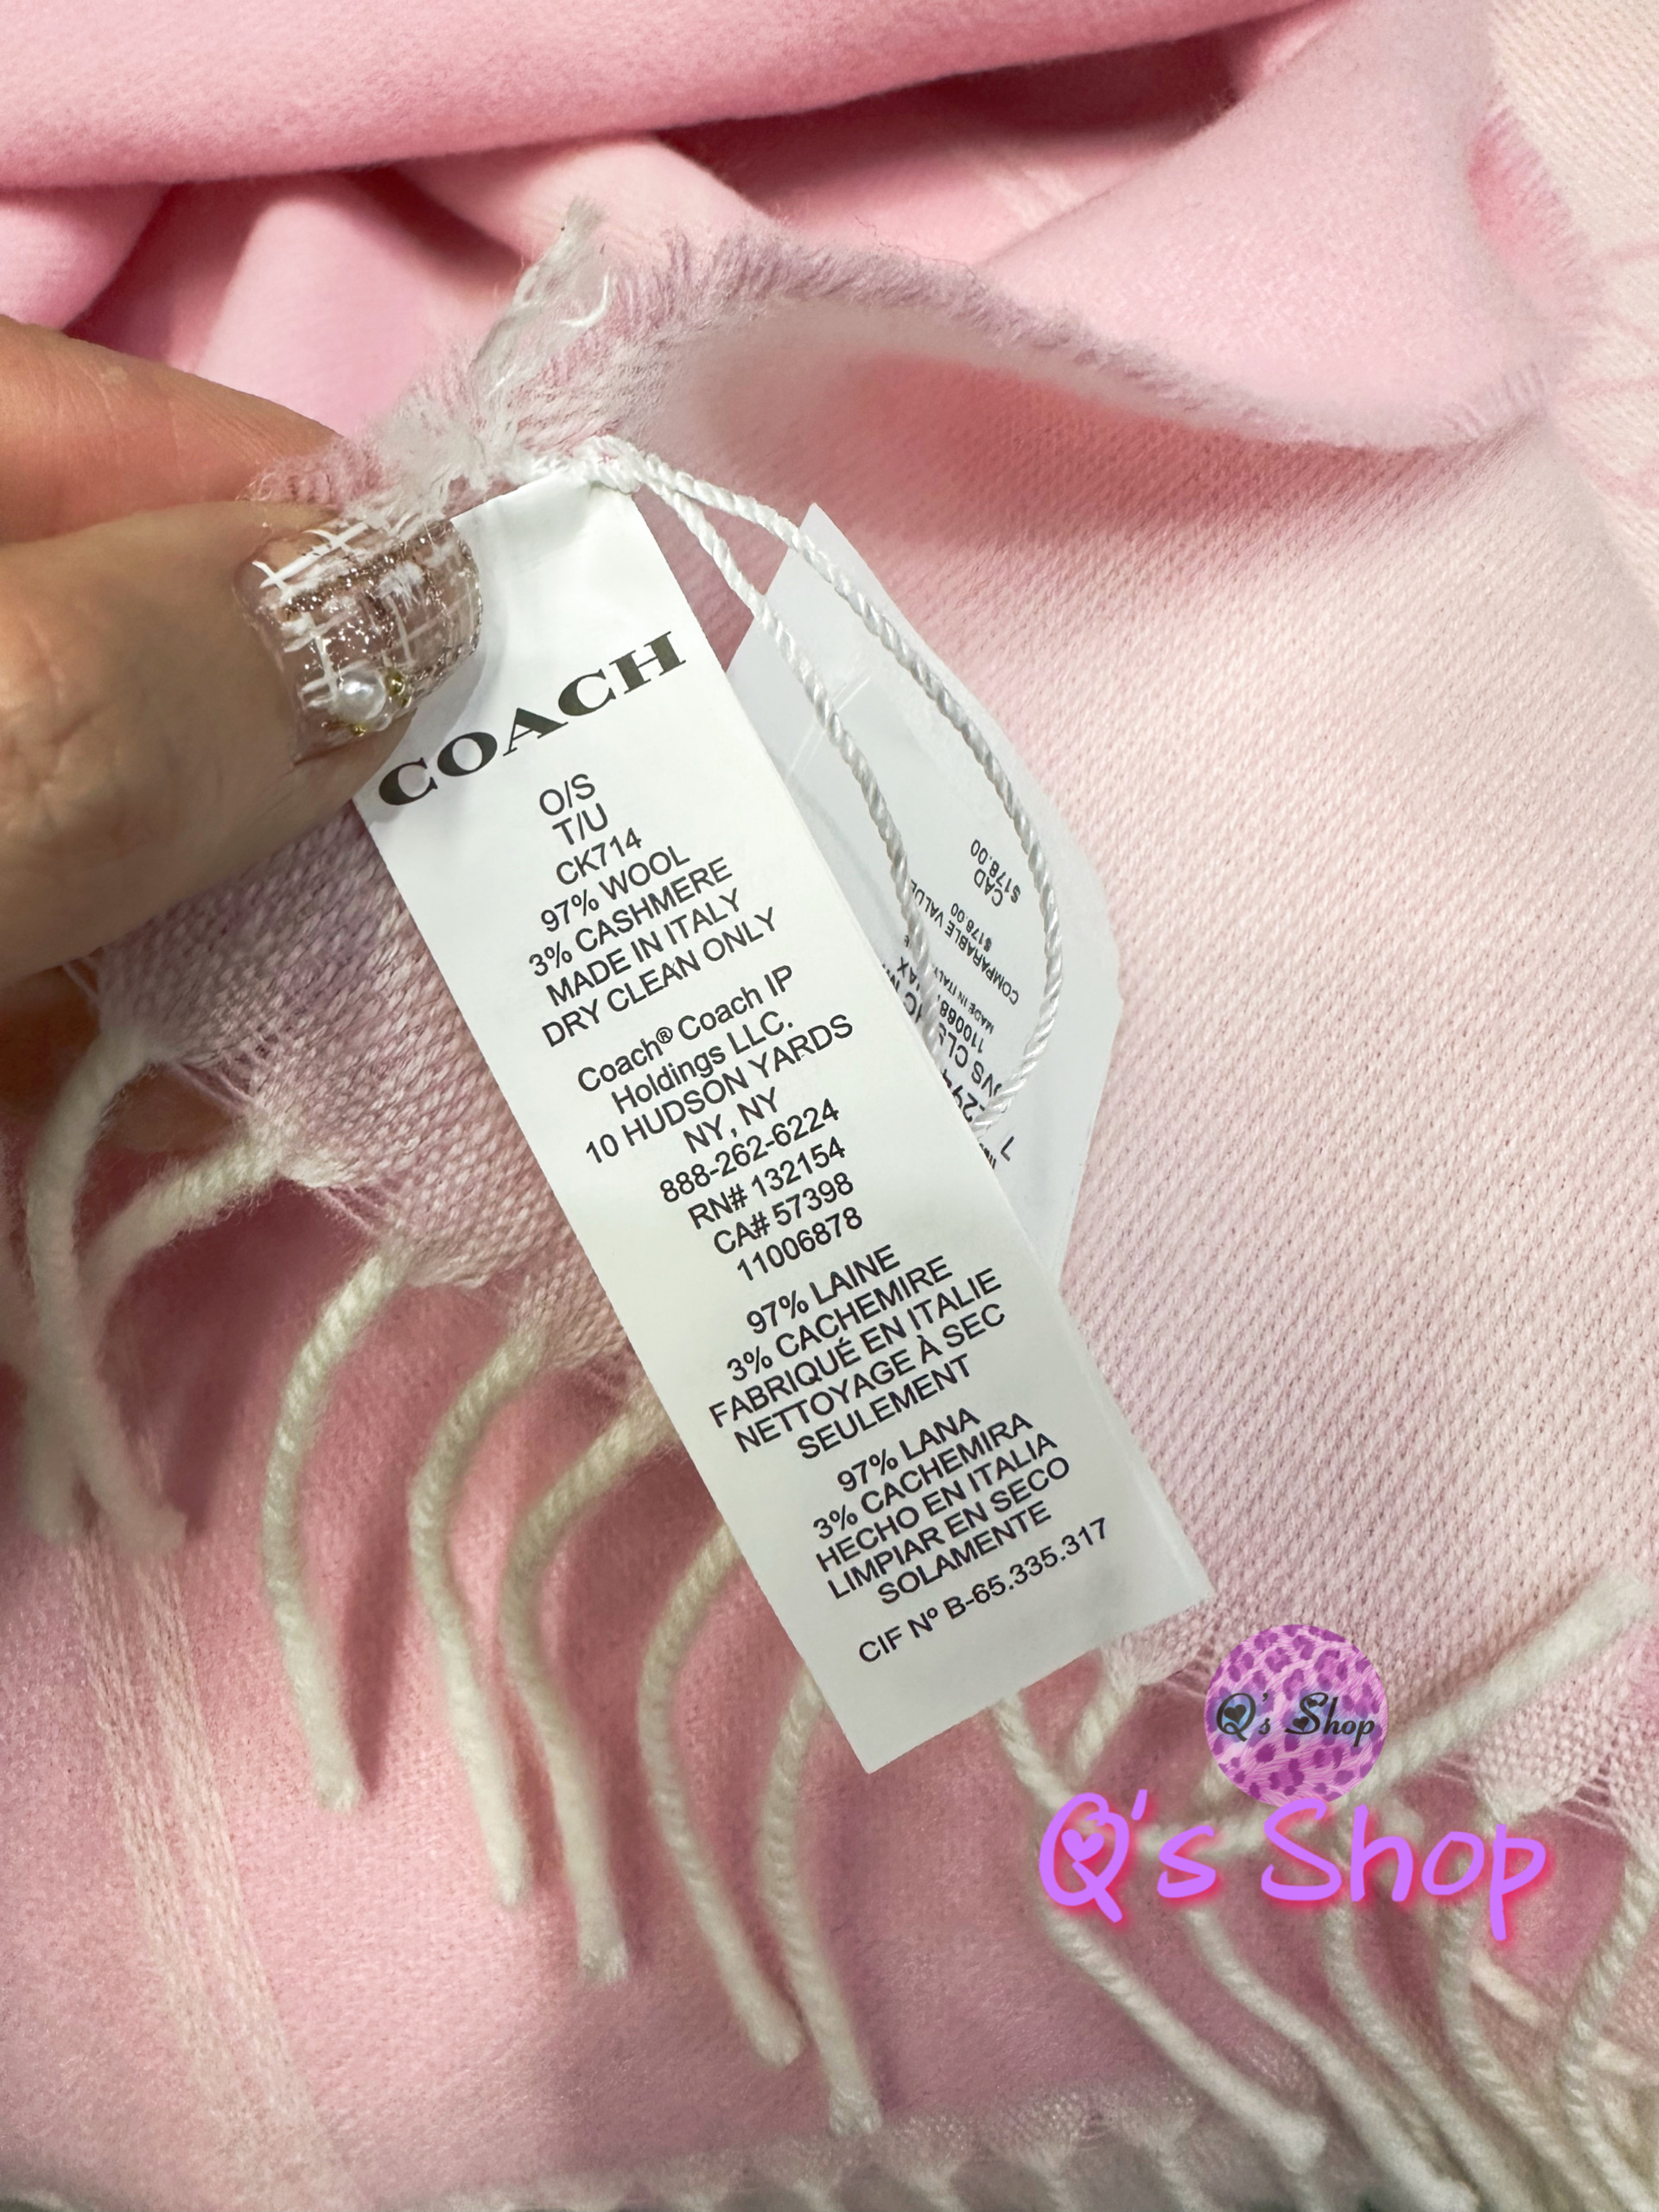 COACH
O/S
T/U
CK714
97% WOOL
3% CASHMERE
MADE IN ITALY
DRY CLEAN ONLY
Coach® Coach IP
Holdings LLC.
10 HUDSON YARDS
NY, NY
888-262-6224
RN# 132154
CA# 57398
11006878
97% LAINE
3% CACHEMIRE
FABRIQUÉ EN ITALIE
NETTOYAGE À SEC
SEULEMENT
97% LANA
3% CACHEMIRA
HECHO EN ITALIA
LIMPIAR EN SECO
SOLAMENTE
CIF Nº B-65.335.317
MADE IN ITALY
COMPARABLE VALUE
$178.00
CAD
$178.00
Q's Shop
Q's Shop